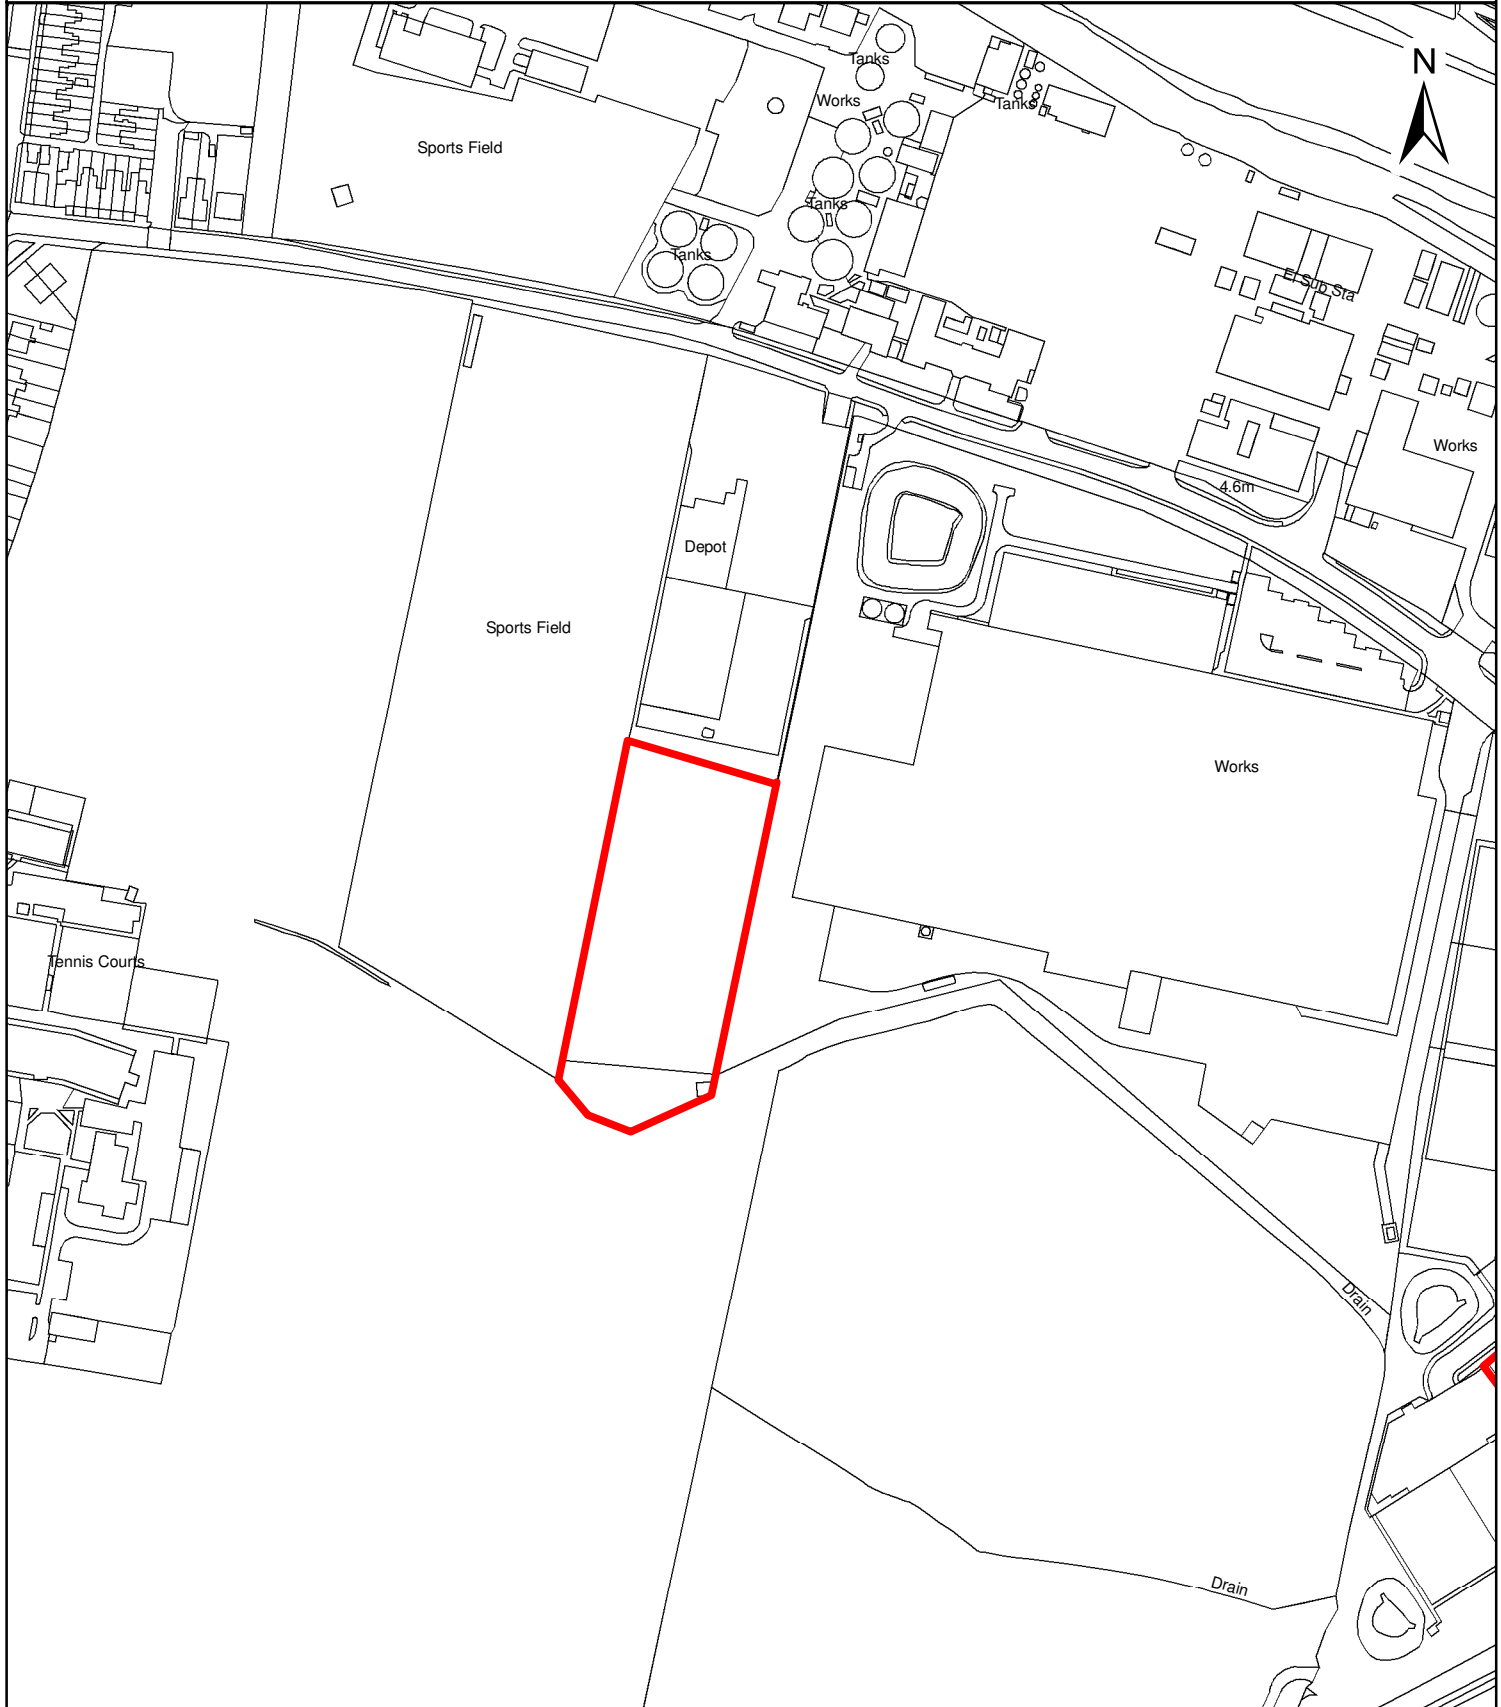 N
Tanks
Works
Tanks
Sports Field
Tanks
Tanks
El Sub Sta
Works
4.6m
Depot
Sports Field
Works
Tennis Courts
Drain
Drain